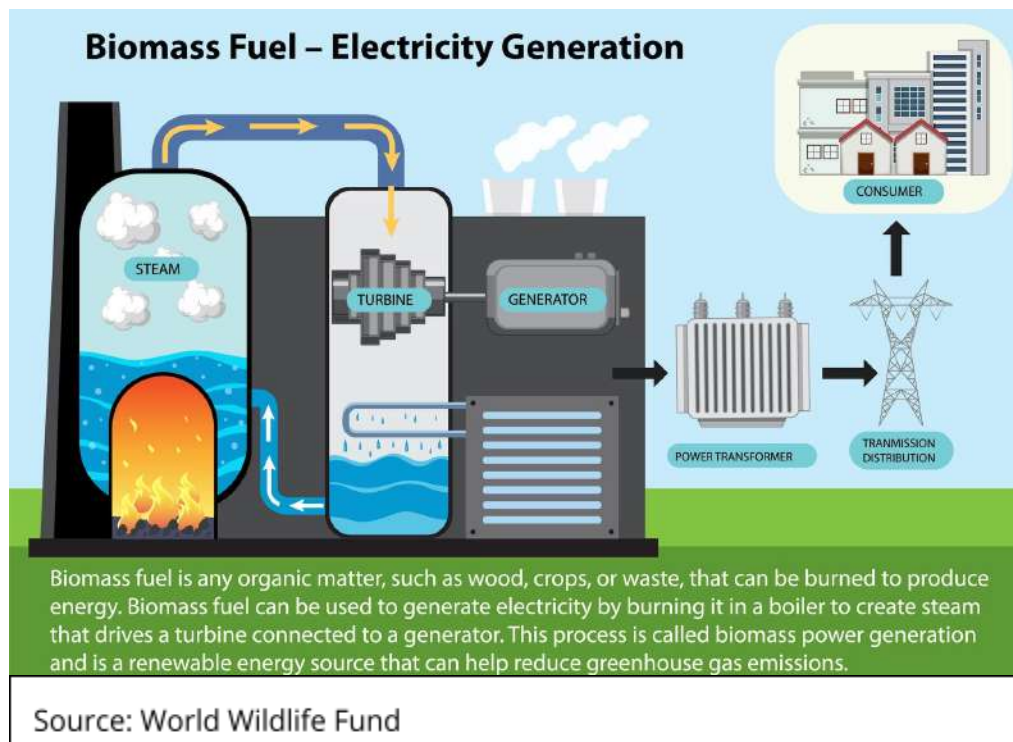 Biomass Fuel – Electricity Generation
STEAM
TURBINE
GENERATOR
CONSUMER
POWER TRANSFORMER
TRANMISSION
DISTRIBUTION
Biomass fuel is any organic matter, such as wood, crops, or waste, that can be burned to produce
energy. Biomass fuel can be used to generate electricity by burning it in a boiler to create steam
that drives a turbine connected to a generator. This process is called biomass power generation
and is a renewable energy source that can help reduce greenhouse gas emissions.
Source: World Wildlife Fund